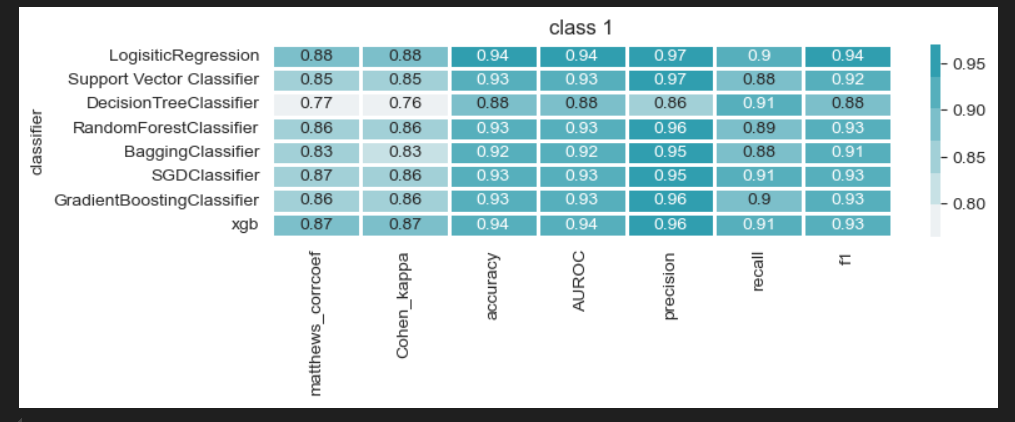 class 1
LogisiticRegression 0.88 0.88 0.94 0.94 0.97 0.9 0.94
Support Vector Classifier 0.85 0.85 0.93 0.93 0.97 0.88 0.92
DecisionTreeClassifier 0.77 0.76 0.88 0.88 0.86 0.91 0.88
RandomForestClassifier 0.86 0.86 0.93 0.93 0.96 0.89 0.93
BaggingClassifier 0.83 0.83 0.92 0.92 0.95 0.88 0.91
SGDClassifier 0.87 0.86 0.93 0.93 0.95 0.91 0.93
GradientBoostingClassifier 0.86 0.86 0.93 0.93 0.96 0.9 0.93
xgb 0.87 0.87 0.94 0.94 0.96 0.91 0.93
classifier
matthews_corrcoef Cohen_kappa accuracy AUROC precision recall f1
0.95
0.90
0.85
0.80